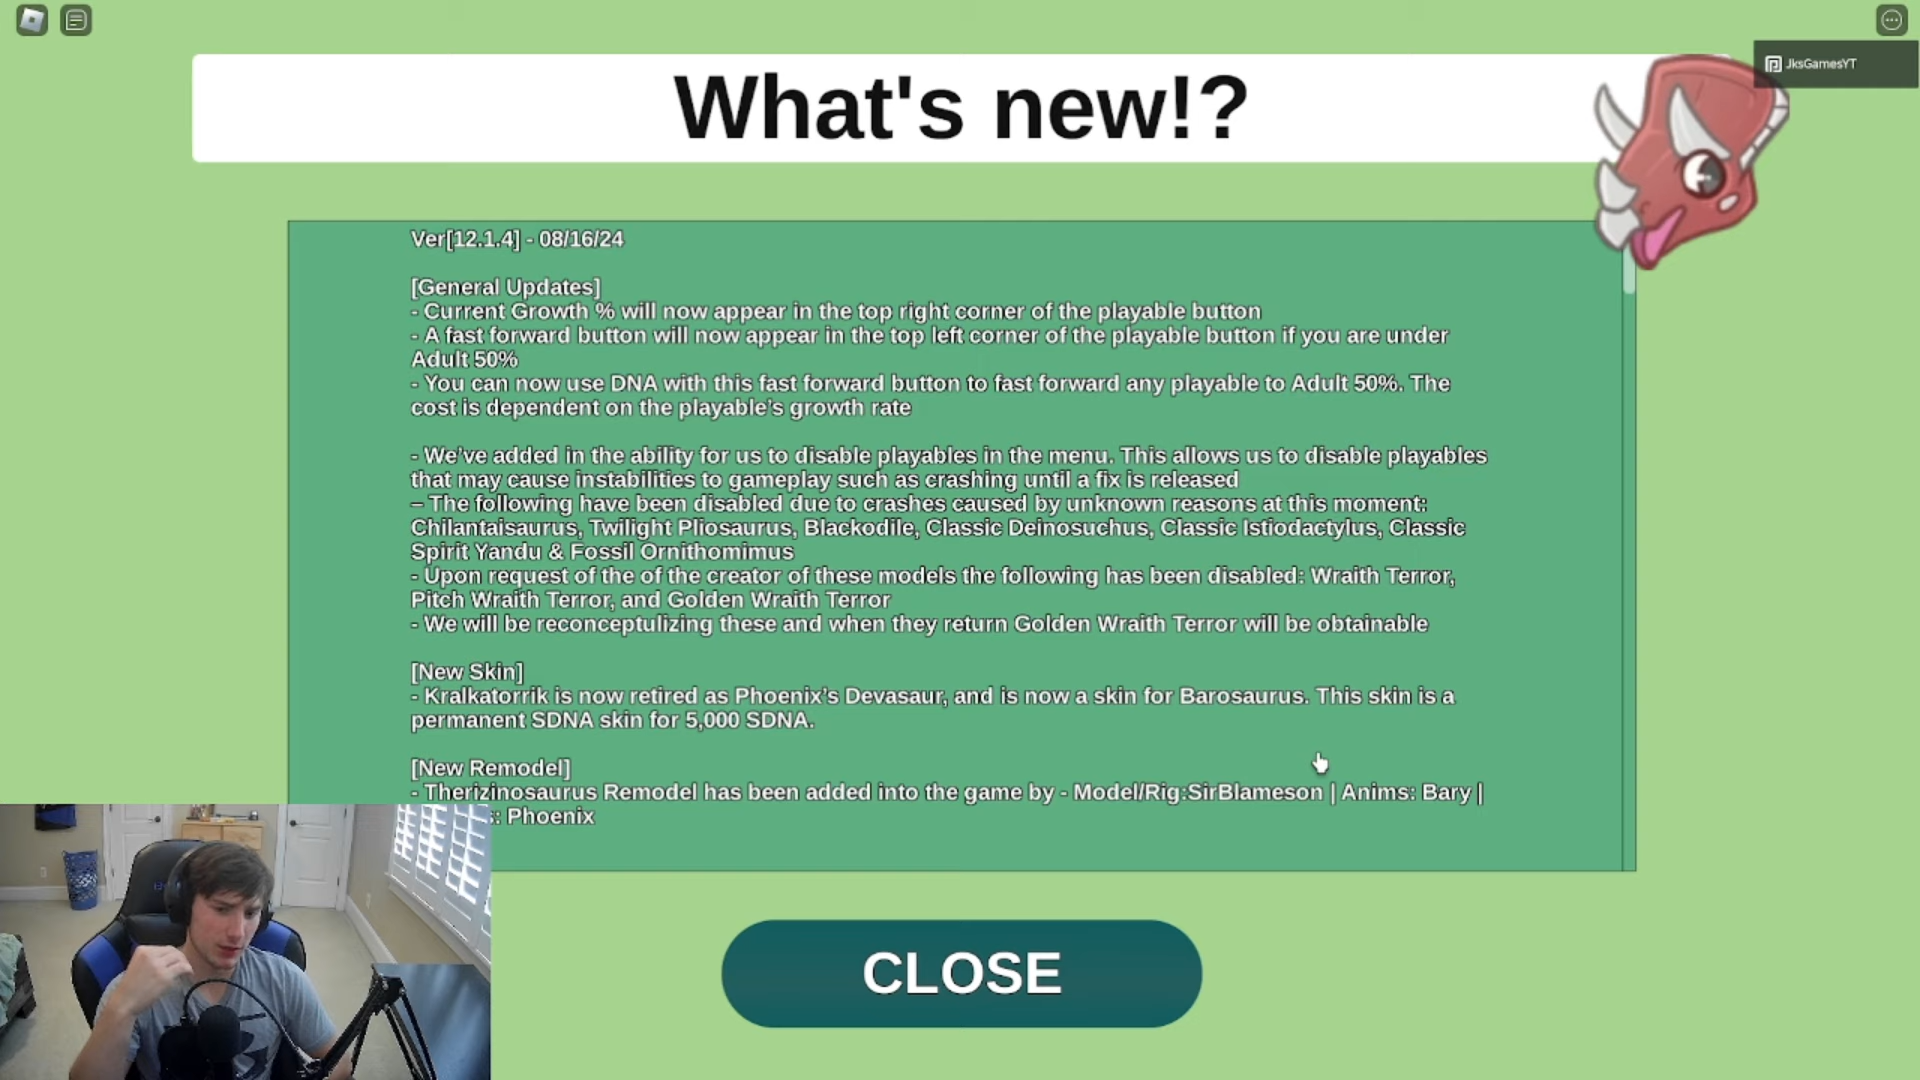 JksGamesYT
What's new!?
Ver[12.1.4] - 08/16/24
[General Updates]
- Current Growth % will now appear in the top right corner of the playable button
- A fast forward button will now appear in the top left corner of the playable button if you are under
Adult 50%
- You can now use DNA with this fast forward button to fast forward any playable to Adult 50%. The
cost is dependent on the playable's growth rate
- We've added in the ability for us to disable playables in the menu. This allows us to disable playables
that may cause instabilities to gameplay such as crashing until a fix is released
– The following have been disabled due to crashes caused by unknown reasons at this moment:
Chilantaisaurus, Twilight Pliosaurus, Blackodile, Classic Deinosuchus, Classic Istiodactylus, Classic
Spirit Yandu & Fossil Ornithomimus
- Upon request of the of the creator of these models the following has been disabled: Wraith Terror,
Pitch Wraith Terror, and Golden Wraith Terror
- We will be reconceptulizing these and when they return Golden Wraith Terror will be obtainable
[New Skin]
- Kralkatorrik is now retired as Phoenix's Devasaur, and is now a skin for Barosaurus. This skin is a
permanent SDNA skin for 5,000 SDNA.
[New Remodel]
- Therizinosaurus Remodel has been added into the game by - Model/Rig:SirBlameson | Anims: Bary |
: Phoenix
CLOSE